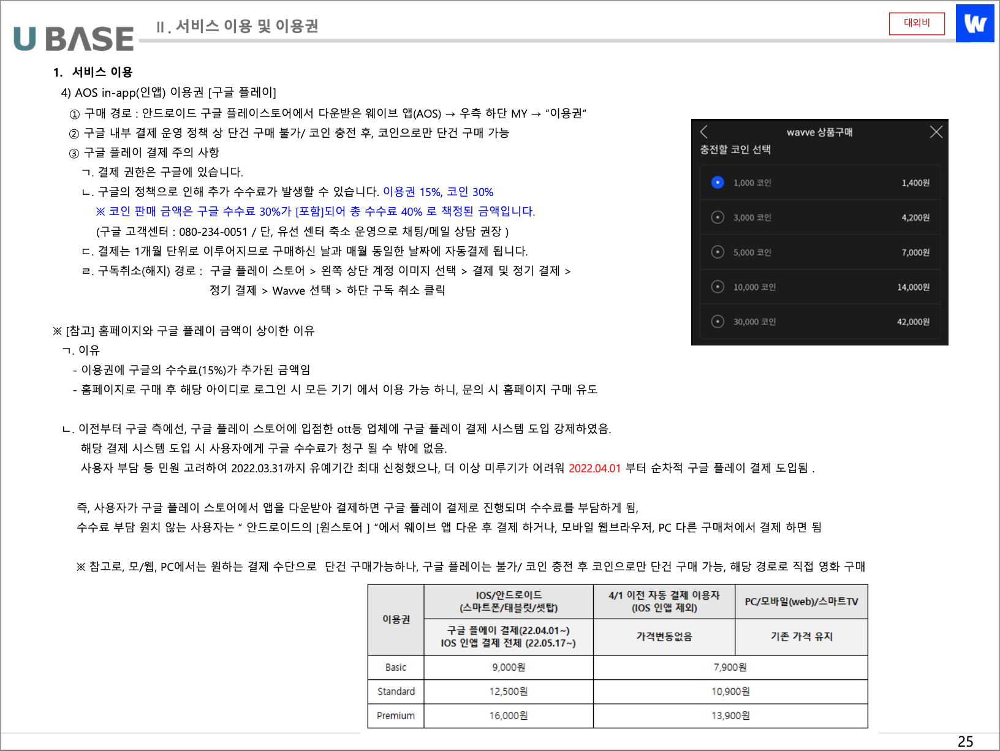 U BASE
Ⅱ. 서비스 이용 및 이용권
대외비
W
1. 서비스 이용
4) AOS in-app(인앱) 이용권 [구글 플레이]
① 구매 경로 : 안드로이드 구글 플레이스토어에서 다운받은 웨이브 앱(AOS) → 우측 하단 MY → “이용권“
② 구글 내부 결제 운영 정책 상 단건 구매 불가/ 코인 충전 후, 코인으로만 단건 구매 가능
③ 구글 플레이 결제 주의 사항
ㄱ. 결제 권한은 구글에 있습니다.
ㄴ. 구글의 정책으로 인해 추가 수수료가 발생할 수 있습니다. 이용권 15%, 코인 30%
※ 코인 판매 금액은 구글 수수료 30%가 [포함]되어 총 수수료 40% 로 책정된 금액입니다.
(구글 고객센터 : 080-234-0051 / 단, 유선 센터 축소 운영으로 채팅/메일 상담 권장 )
ㄷ. 결제는 1개월 단위로 이루어지므로 구매하신 날과 매월 동일한 날짜에 자동결제 됩니다.
ㄹ. 구독취소(해지) 경로 : 구글 플레이 스토어 > 왼쪽 상단 계정 이미지 선택 > 결제 및 정기 결제 >
정기 결제 > Wavve 선택 > 하단 구독 취소 클릭
wavve 상품구매
충전할 코인 선택
1,000 코인 1,400원
3,000 코인 4,200원
5,000 코인 7,000원
10,000 코인 14,000원
30,000 코인 42,000원
※ [참고] 홈페이지와 구글 플레이 금액이 상이한 이유
ㄱ. 이유
- 이용권에 구글의 수수료(15%)가 추가된 금액임
- 홈페이지로 구매 후 해당 아이디로 로그인 시 모든 기기 에서 이용 가능 하니, 문의 시 홈페이지 구매 유도
ㄴ. 이전부터 구글 측에선, 구글 플레이 스토어에 입점한 ott등 업체에 구글 플레이 결제 시스템 도입 강제하였음.
해당 결제 시스템 도입 시 사용자에게 구글 수수료가 청구 될 수 밖에 없음.
사용자 부담 등 민원 고려하여 2022.03.31까지 유예기간 최대 신청했으나, 더 이상 미루기가 어려워 2022.04.01 부터 순차적 구글 플레이 결제 도입됨 .
즉, 사용자가 구글 플레이 스토어에서 앱을 다운받아 결제하면 구글 플레이 결제로 진행되며 수수료를 부담하게 됨,
수수료 부담 원치 않는 사용자는 “ 안드로이드의 [원스토어 ] “에서 웨이브 앱 다운 후 결제 하거나, 모바일 웹브라우저, PC 다른 구매처에서 결제 하면 됨
※ 참고로, 모/웹, PC에서는 원하는 결제 수단으로 단건 구매가능하나, 구글 플레이는 불가/ 코인 충전 후 코인으로만 단건 구매 가능, 해당 경로로 직접 영화 구매
이용권
IOS/안드로이드
(스마트폰/태블릿/셋탑)
4/1 이전 자동 결제 이용자
(IOS 인앱 제외)
PC/모바일(web)/스마트TV
구글 플에이 결제(22.04.01~)
IOS 인앱 결제 전체 (22.05.17~)
가격변동없음
기존 가격 유지
Basic 9,000원 7,900원
Standard 12,500원 10,900원
Premium 16,000원 13,900원
25